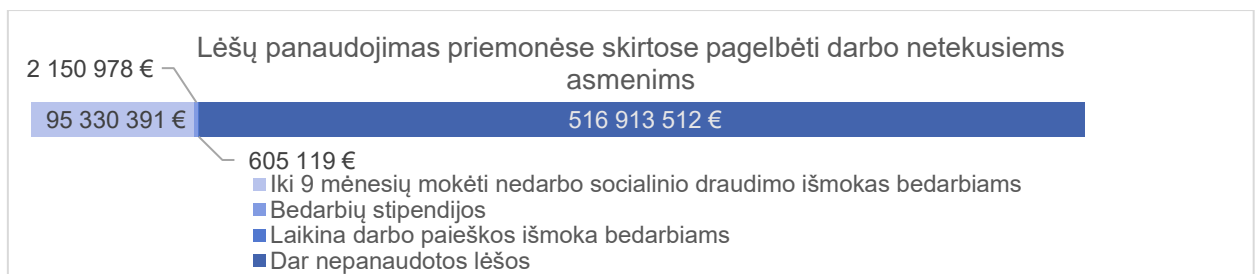 Lėšų panaudojimas priemonėse skirtose pagelbėti darbo netekusiems
asmenims
2 150 978 €
95 330 391 €
516 913 512 €
605 119 €
Iki 9 mėnesių mokėti nedarbo socialinio draudimo išmokas bedarbiams
Bedarbių stipendijos
Laikina darbo paieškos išmoka bedarbiams
Dar nepanaudotos lėšos